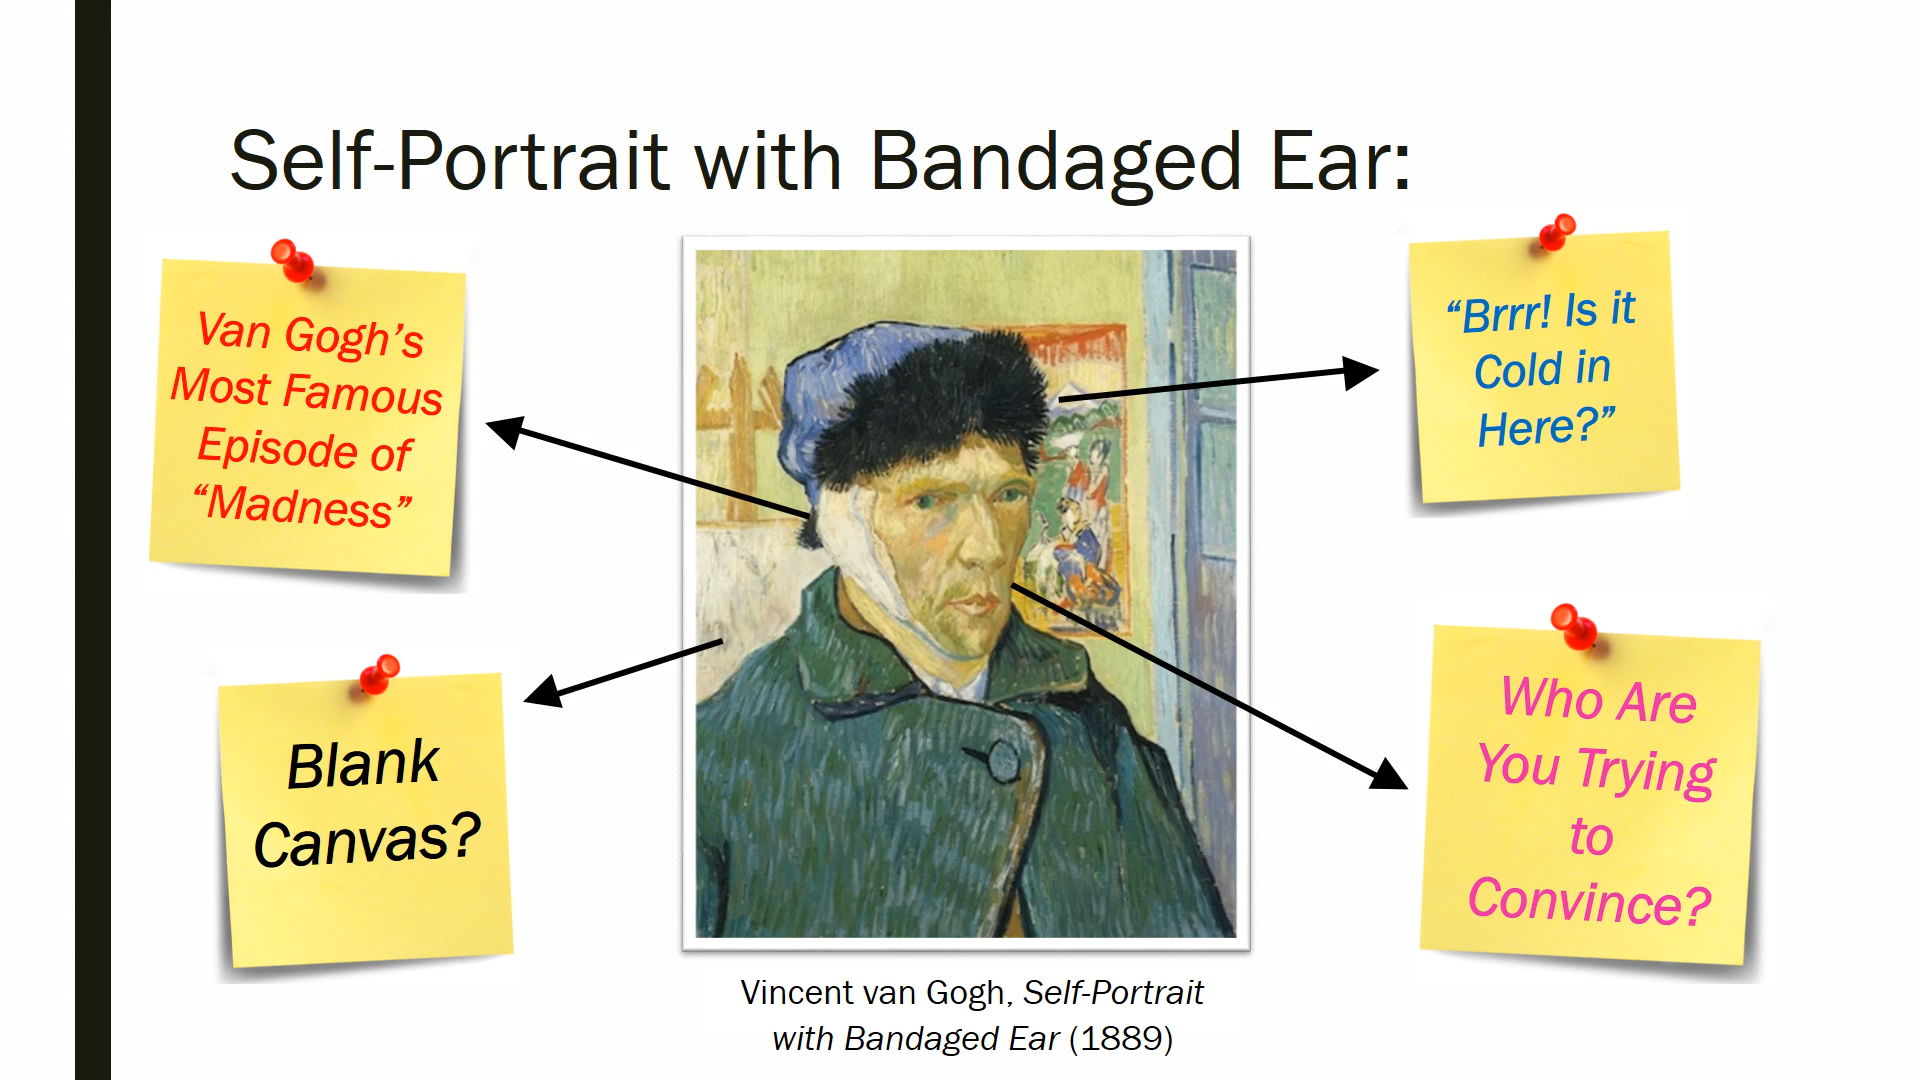 Self-Portrait with Bandaged Ear:
Van Gogh’s
Most Famous
Episode of
“Madness”
“Brrr! Is it
Cold in
Here?”
Blank
Canvas?
Who Are
You Trying
to
Convince?
Vincent van Gogh, Self-Portrait
with Bandaged Ear (1889)